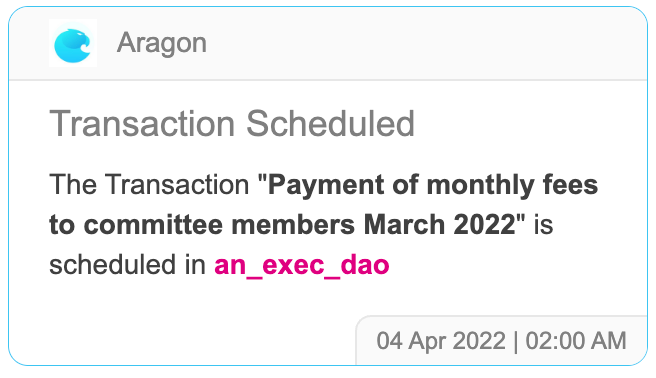 Aragon
Transaction Scheduled
The Transaction "Payment of monthly fees
to committee members March 2022" is
scheduled in an_exec_dao
04 Apr 2022 | 02:00 AM